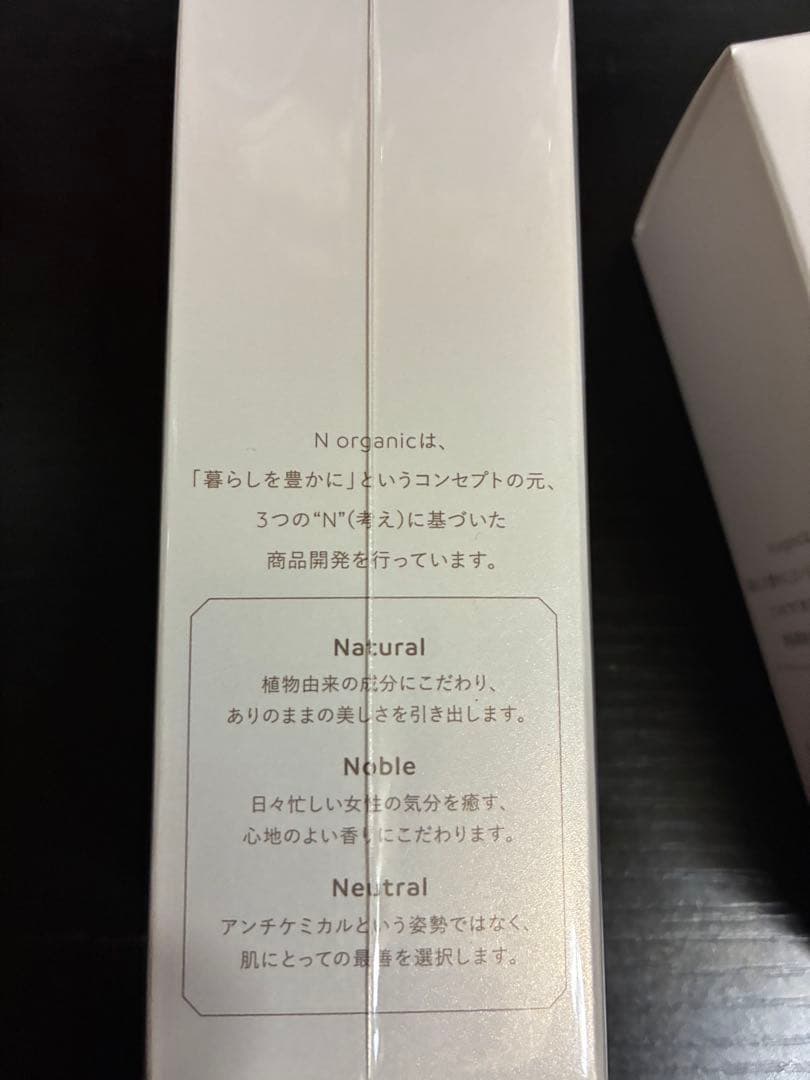 N organicは、
「暮らしを豊かに」というコンセプトの元、
3つの“N”(考え)に基づいた
商品開発を行っています。
Natural
植物由来の成分にこだわり、
ありのままの美しさを引き出します。
Noble
日々忙しい女性の気分を癒す、
心地のよい香りにこだわります。
Neutral
アンチケミカルという姿勢ではなく、
肌にとっての最善を選択します。